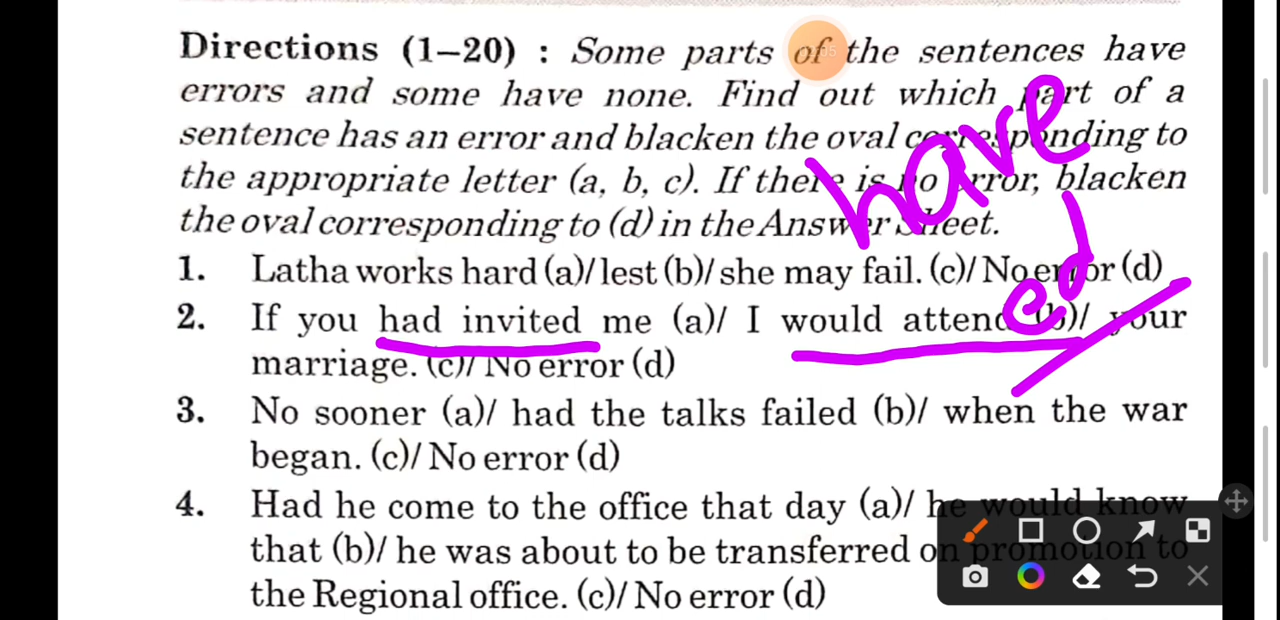 Directions (1–20) : Some parts of the sentences have
errors and some have none. Find out which part of a
sentence has an error and blacken the oval corresponding to
the appropriate letter (a, b, c). If there is no error, blacken
the oval corresponding to (d) in the Answer Sheet.
have
1. Latha works hard (a)/ lest (b)/ she may fail. (c)/ No error (d)
ed
2. If you had invited me (a)/ I would attend (b)/ your
marriage. (c)/ No error (d)
3. No sooner (a)/ had the talks failed (b)/ when the war
began. (c)/ No error (d)
4. Had he come to the office that day (a)/ he would know
that (b)/ he was about to be transferred on promotion to
the Regional office. (c)/ No error (d)